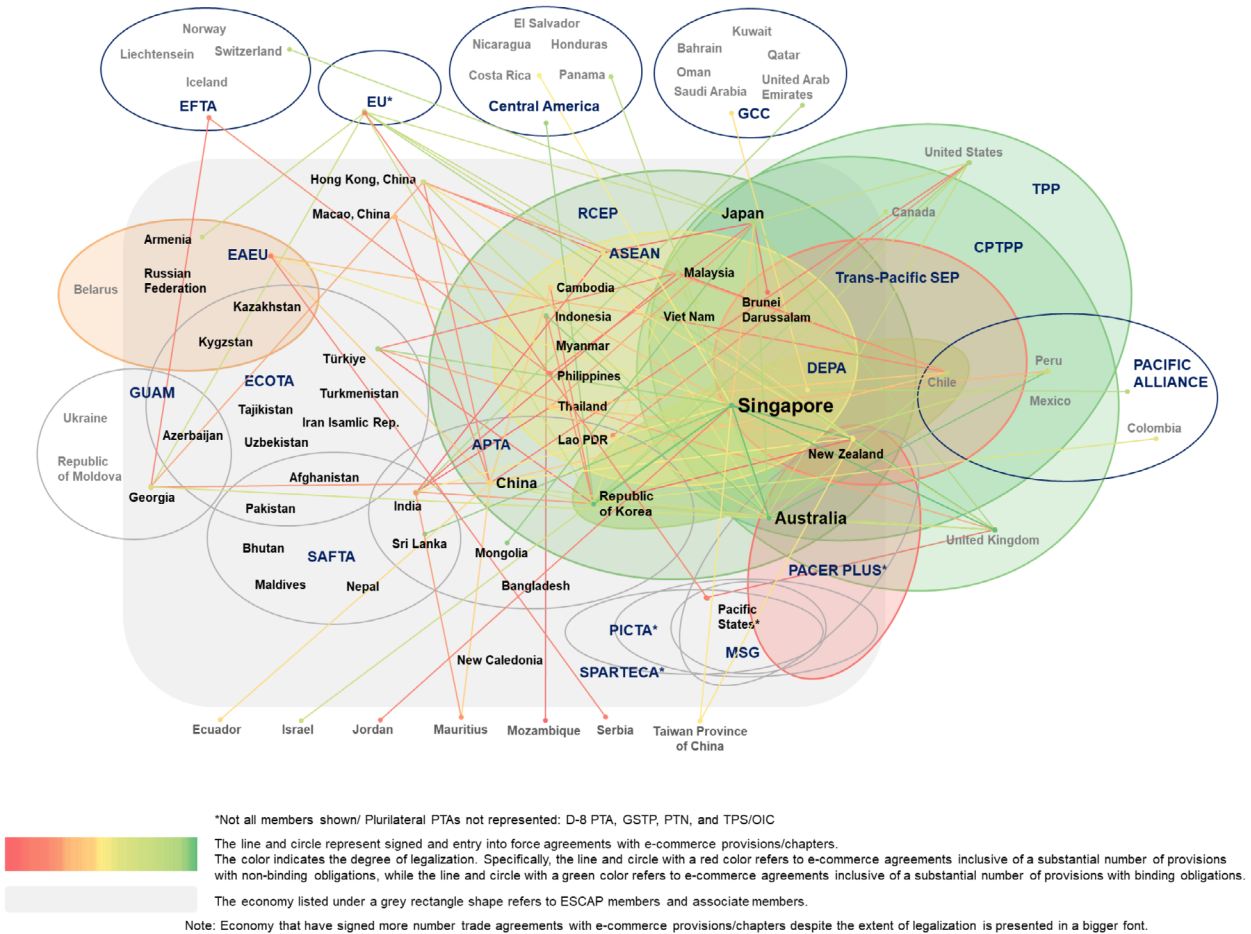 Norway
Liechtensein
Switzerland
Iceland
EFTA
EU*
El Salvador
Nicaragua
Honduras
Costa Rica
Panama
Central America
Kuwait
Bahrain
Qatar
Oman
United Arab
Emirates
Saudi Arabia
GCC
United States
TPP
Hong Kong, China
Macao, China
RCEP
Japan
Canada
CPTPP
Armenia
EAEU
ASEAN
Malaysia
Trans-Pacific SEP
Belarus
Russian
Federation
Cambodia
Brunei
Darussalam
Kazakhstan
Indonesia
Viet Nam
Kygzstan
Myanmar
Türkiye
Peru
PACIFIC
ALLIANCE
GUAM
ECOTA
Philippines
DEPA
Chile
Turkmenistan
Mexico
Ukraine
Tajikistan
Iran Isamlic Rep.
Thailand
Singapore
Colombia
Azerbaijan
Uzbekistan
APTA
Lao PDR
New Zealand
Republic
of Moldova
Afghanistan
China
Georgia
Pakistan
India
Republic
of Korea
Australia
Bhutan
SAFTA
Sri Lanka
Mongolia
United Kingdom
Maldives
Nepal
Bangladesh
PACER PLUS*
Pacific
States*
PICTA*
MSG
New Caledonia
SPARTECA*
Ecuador
Israel
Jordan
Mauritius
Mozambique
Serbia
Taiwan Province
of China
*Not all members shown/ Plurilateral PTAs not represented: D-8 PTA, GSTP, PTN, and TPS/OIC
The line and circle represent signed and entry into force agreements with e-commerce provisions/chapters.
The color indicates the degree of legalization. Specifically, the line and circle with a red color refers to e-commerce agreements inclusive of a substantial number of provisions
with non-binding obligations, while the line and circle with a green color refers to e-commerce agreements inclusive of a substantial number of provisions with binding obligations.
The economy listed under a grey rectangle shape refers to ESCAP members and associate members.
Note: Economy that have signed more number trade agreements with e-commerce provisions/chapters despite the extent of legalization is presented in a bigger font.